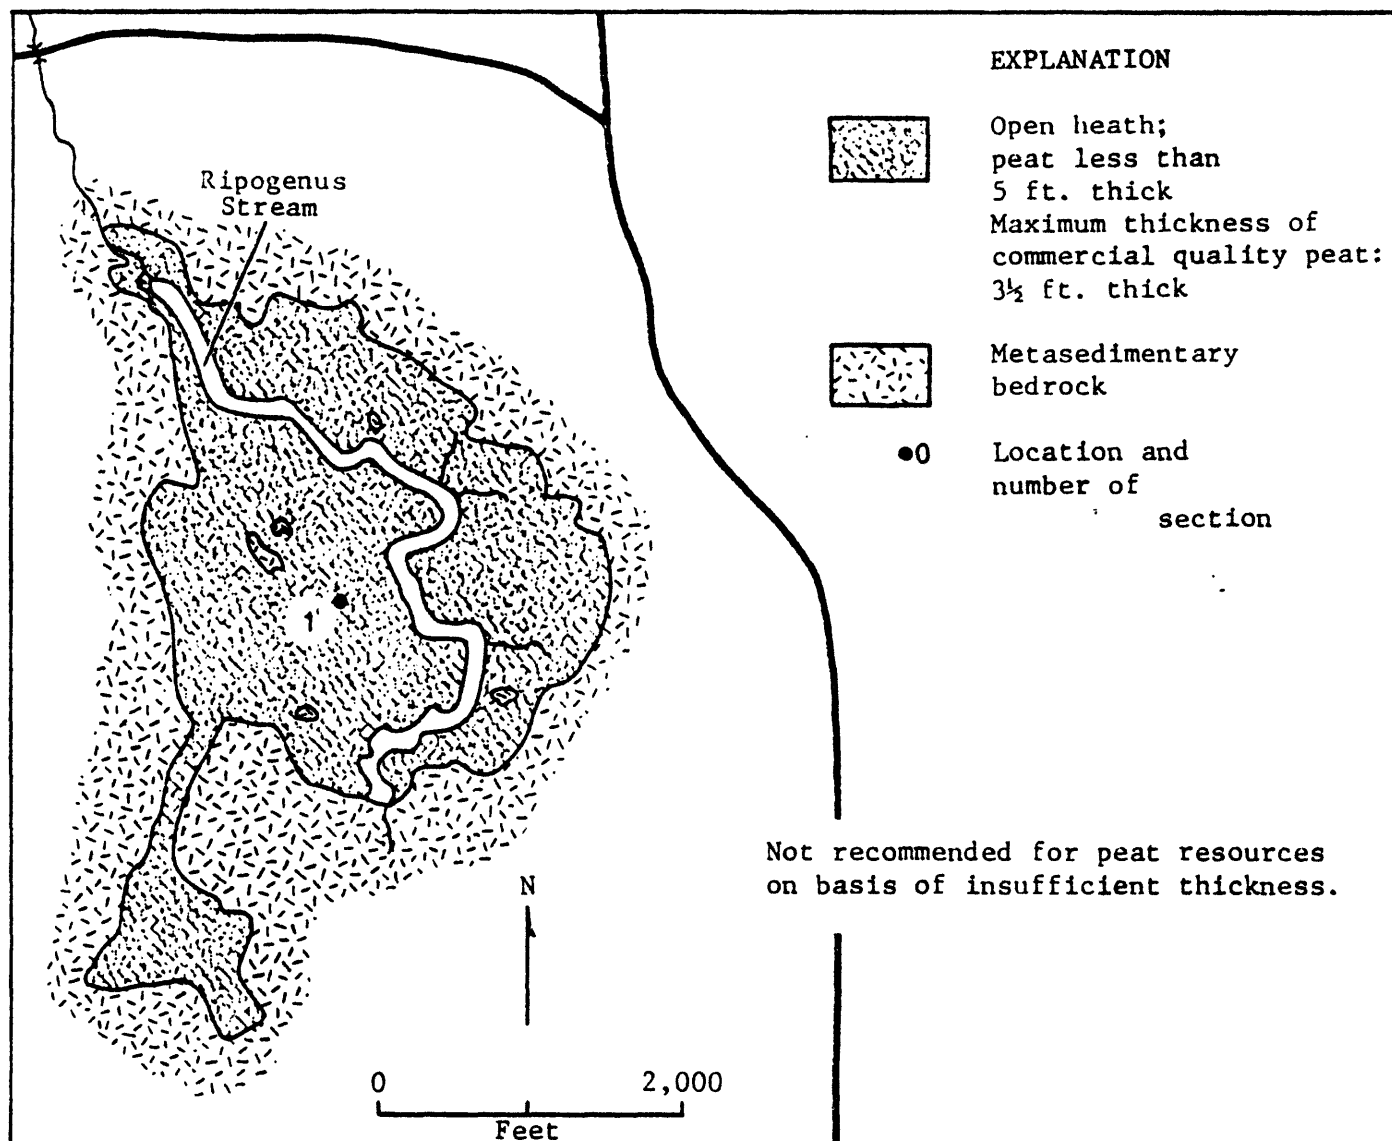 EXPLANATION
Open heath;
peat less than
5 ft. thick
Maximum thickness of
commercial quality peat:
3½ ft. thick
Metasedimentary
bedrock
●0 Location and
number of
section
Ripogenus
Stream
1
Not recommended for peat resources
on basis of insufficient thickness.
N
0 2,000
Feet